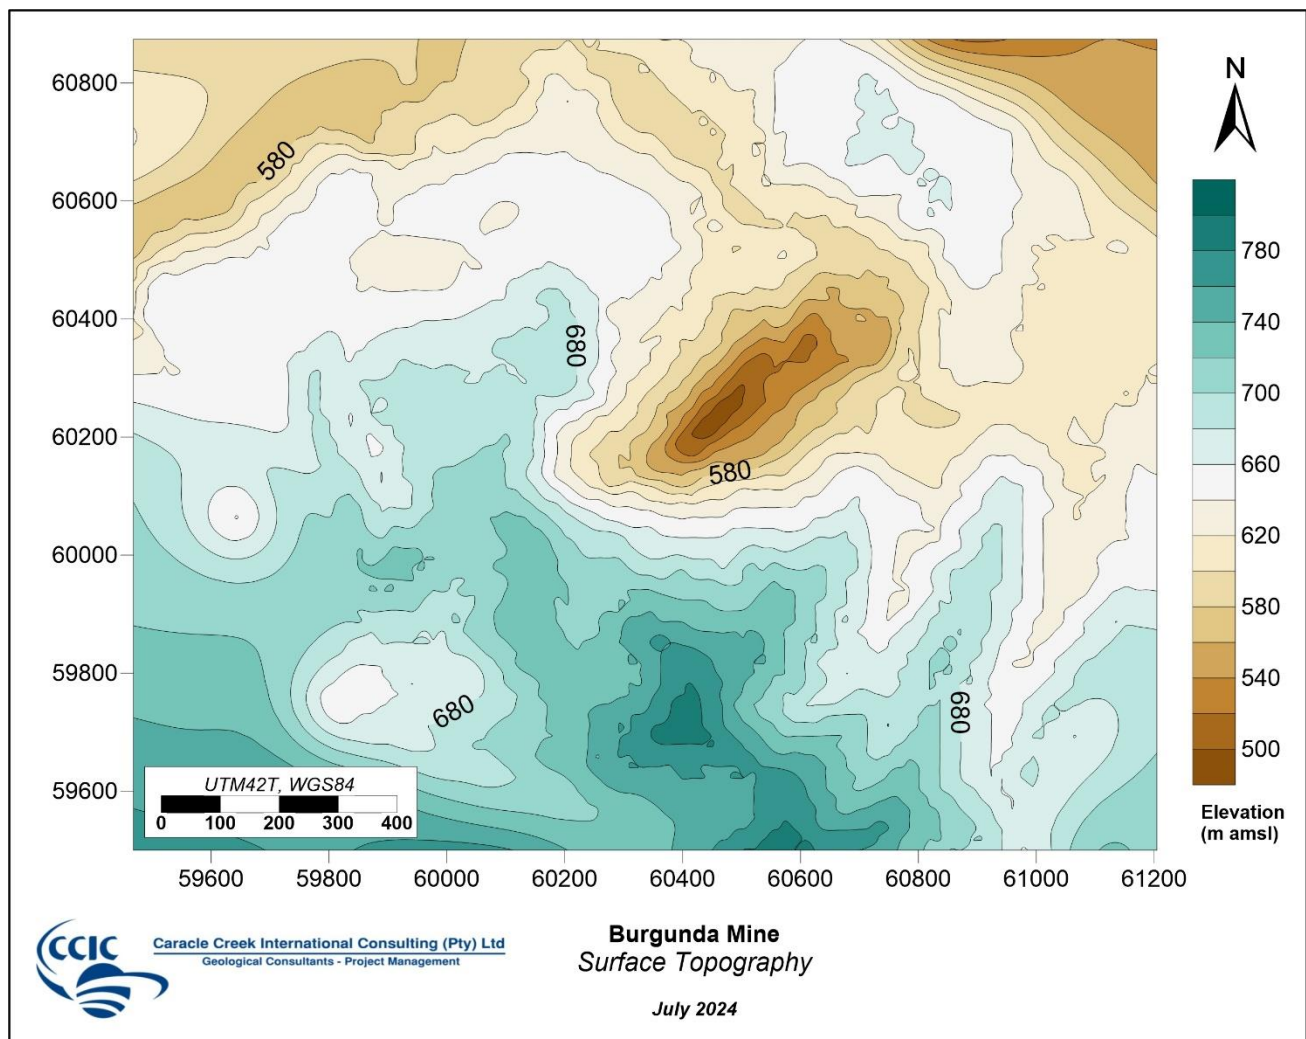 60800
60600
60400
60200
60000
59800
59600
59600
59800
60000
60200
60400
60600
60800
61000
61200
580
680
580
680
680
UTM42T, WGS84
0 100 200 300 400
N
780
740
700
660
620
580
540
500
Elevation
(m amsl)
CCIC
Caracle Creek International Consulting (Pty) Ltd
Geological Consultants - Project Management
Burgunda Mine
Surface Topography
July 2024